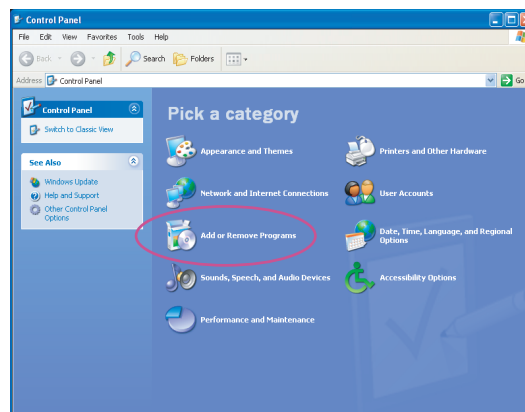 Control Panel
File Edit View Favorites Tools Help
Back Search Folders
Address Control Panel Go
Control Panel
Switch to Classic View
See Also
Windows Update
Help and Support
Other Control Panel
Options
Pick a category
Appearance and Themes
Printers and Other Hardware
Network and Internet Connections
User Accounts
Add or Remove Programs
Date, Time, Language, and Regional
Options
Sounds, Speech, and Audio Devices
Accessibility Options
Performance and Maintenance